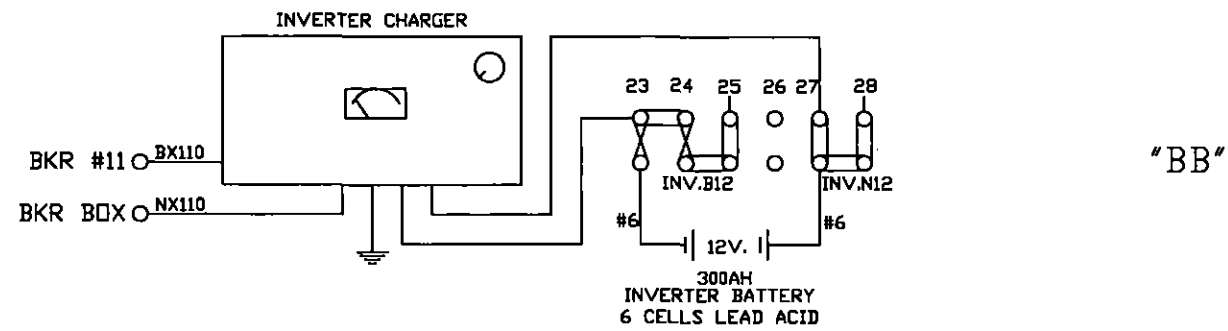 INVERTER CHARGER
23 24 25 26 27 28
BKR #11 BX110
"BB"
INV.B12 INV.N12
BKR BOX NX110
#6 #6
12V.
300AH
INVERTER BATTERY
6 CELLS LEAD ACID